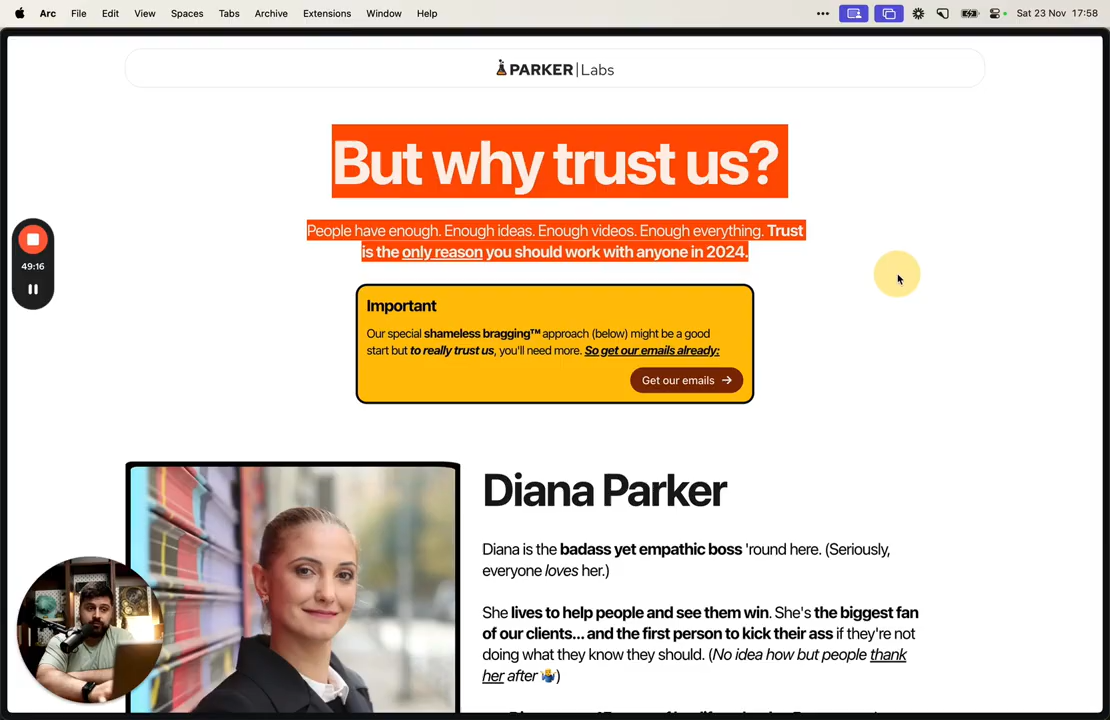 Arc File Edit View Spaces Tabs Archive Extensions Window Help Sat 23 Nov 17:58
PARKER|Labs
But why trust us?
People have enough. Enough ideas. Enough videos. Enough everything. Trust
is the only reason you should work with anyone in 2024.
49:16
Important
Our special shameless bragging™ approach (below) might be a good
start but to really trust us, you'll need more. So get our emails already:
Get our emails →
Diana Parker
Diana is the badass yet empathic boss 'round here. (Seriously,
everyone loves her.)
She lives to help people and see them win. She's the biggest fan
of our clients... and the first person to kick their ass if they're not
doing what they know they should. (No idea how but people thank
her after 🤷‍♂️)